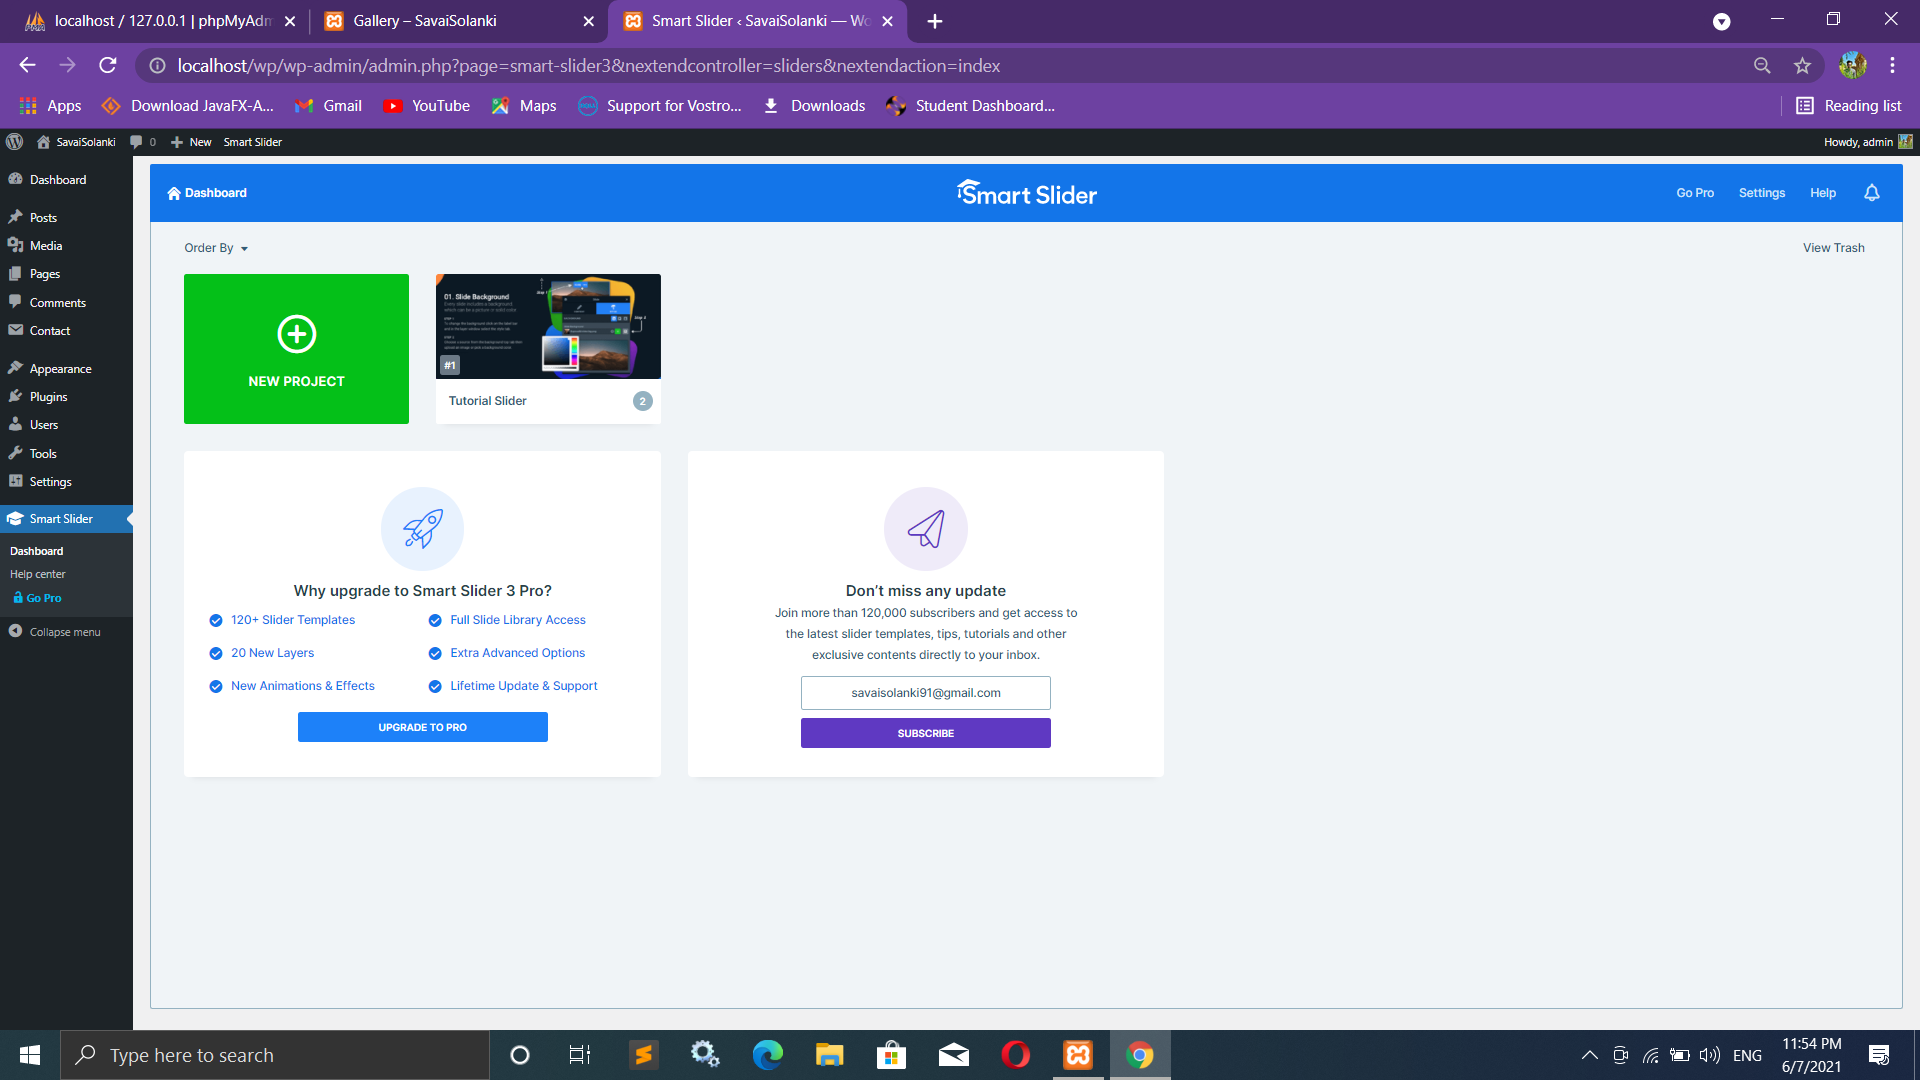 localhost / 127.0.0.1 | phpMyAdm
Gallery – SavaiSolanki
Smart Slider ‹ SavaiSolanki — Wo
localhost/wp/wp-admin/admin.php?page=smart-slider3&nextendcontroller=sliders&nextendaction=index
Apps
Download JavaFX-A...
Gmail
YouTube
Maps
Support for Vostro...
Downloads
Student Dashboard...
Reading list
SavaiSolanki
0
New
Smart Slider
Howdy, admin
Dashboard
Posts
Media
Pages
Comments
Contact
Appearance
Plugins
Users
Tools
Settings
Smart Slider
Dashboard
Help center
Go Pro
Collapse menu
Dashboard
Smart Slider
Go Pro
Settings
Help
Order By
View Trash
NEW PROJECT
01. Slide Background
#1
Tutorial Slider
2
Why upgrade to Smart Slider 3 Pro?
120+ Slider Templates
Full Slide Library Access
20 New Layers
Extra Advanced Options
New Animations & Effects
Lifetime Update & Support
UPGRADE TO PRO
Don’t miss any update
Join more than 120,000 subscribers and get access to
the latest slider templates, tips, tutorials and other
exclusive contents directly to your inbox.
savaisolanki91@gmail.com
SUBSCRIBE
Type here to search
ENG
11:54 PM
6/7/2021